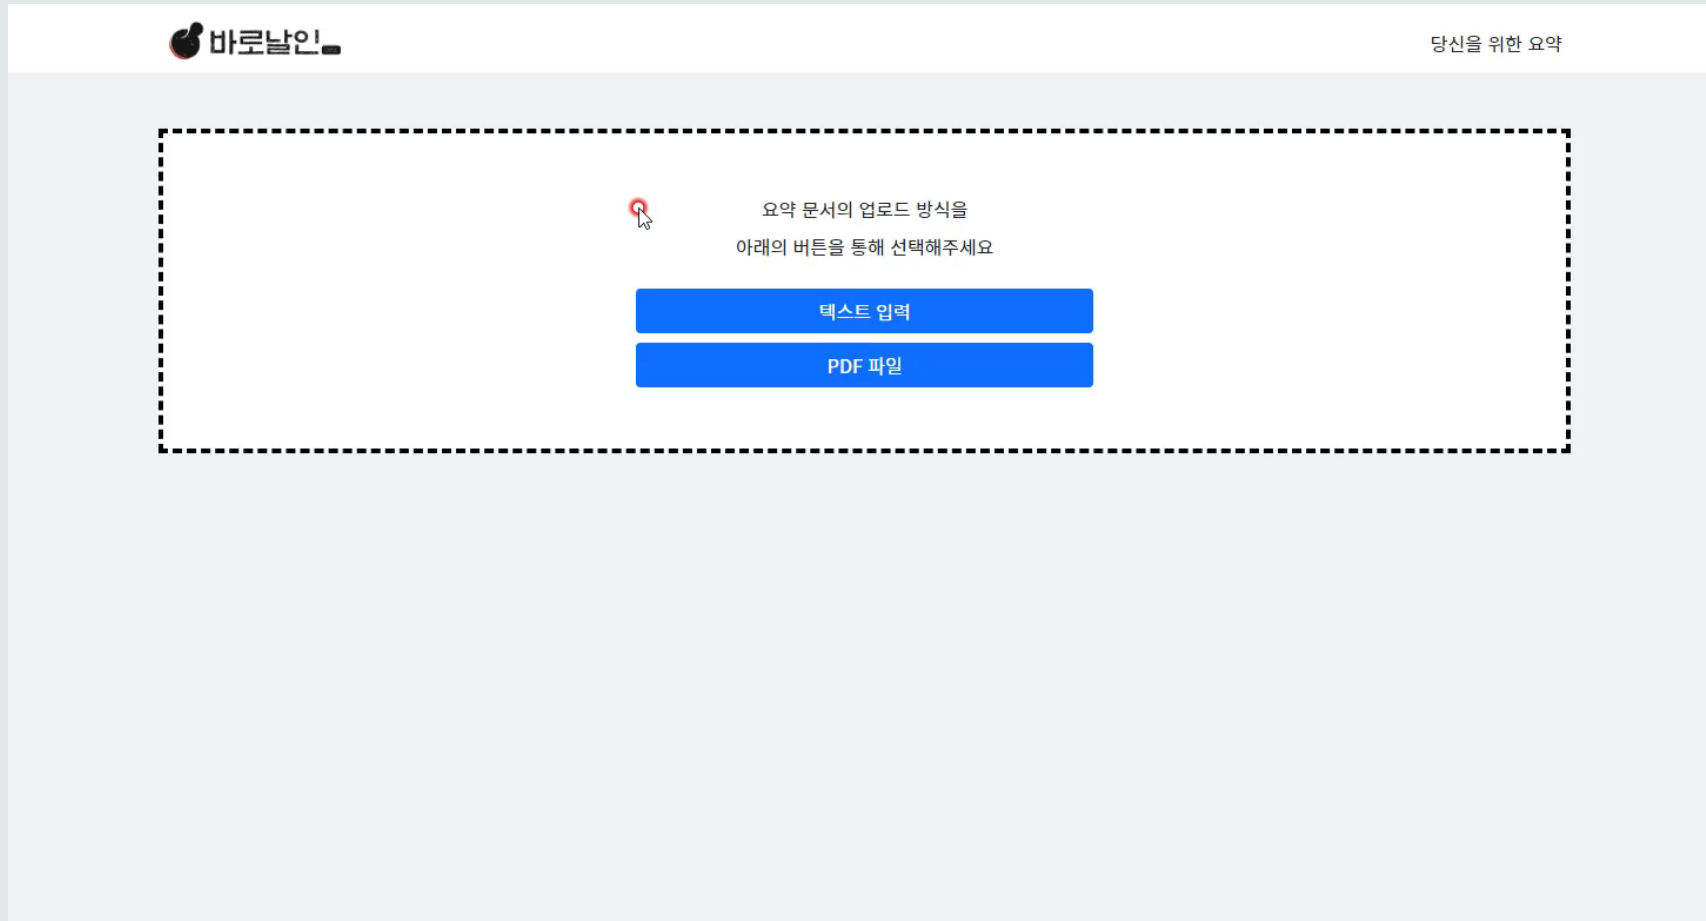 바로날인
당신을 위한 요약
요약 문서의 업로드 방식을
아래의 버튼을 통해 선택해주세요
텍스트 입력
PDF 파일